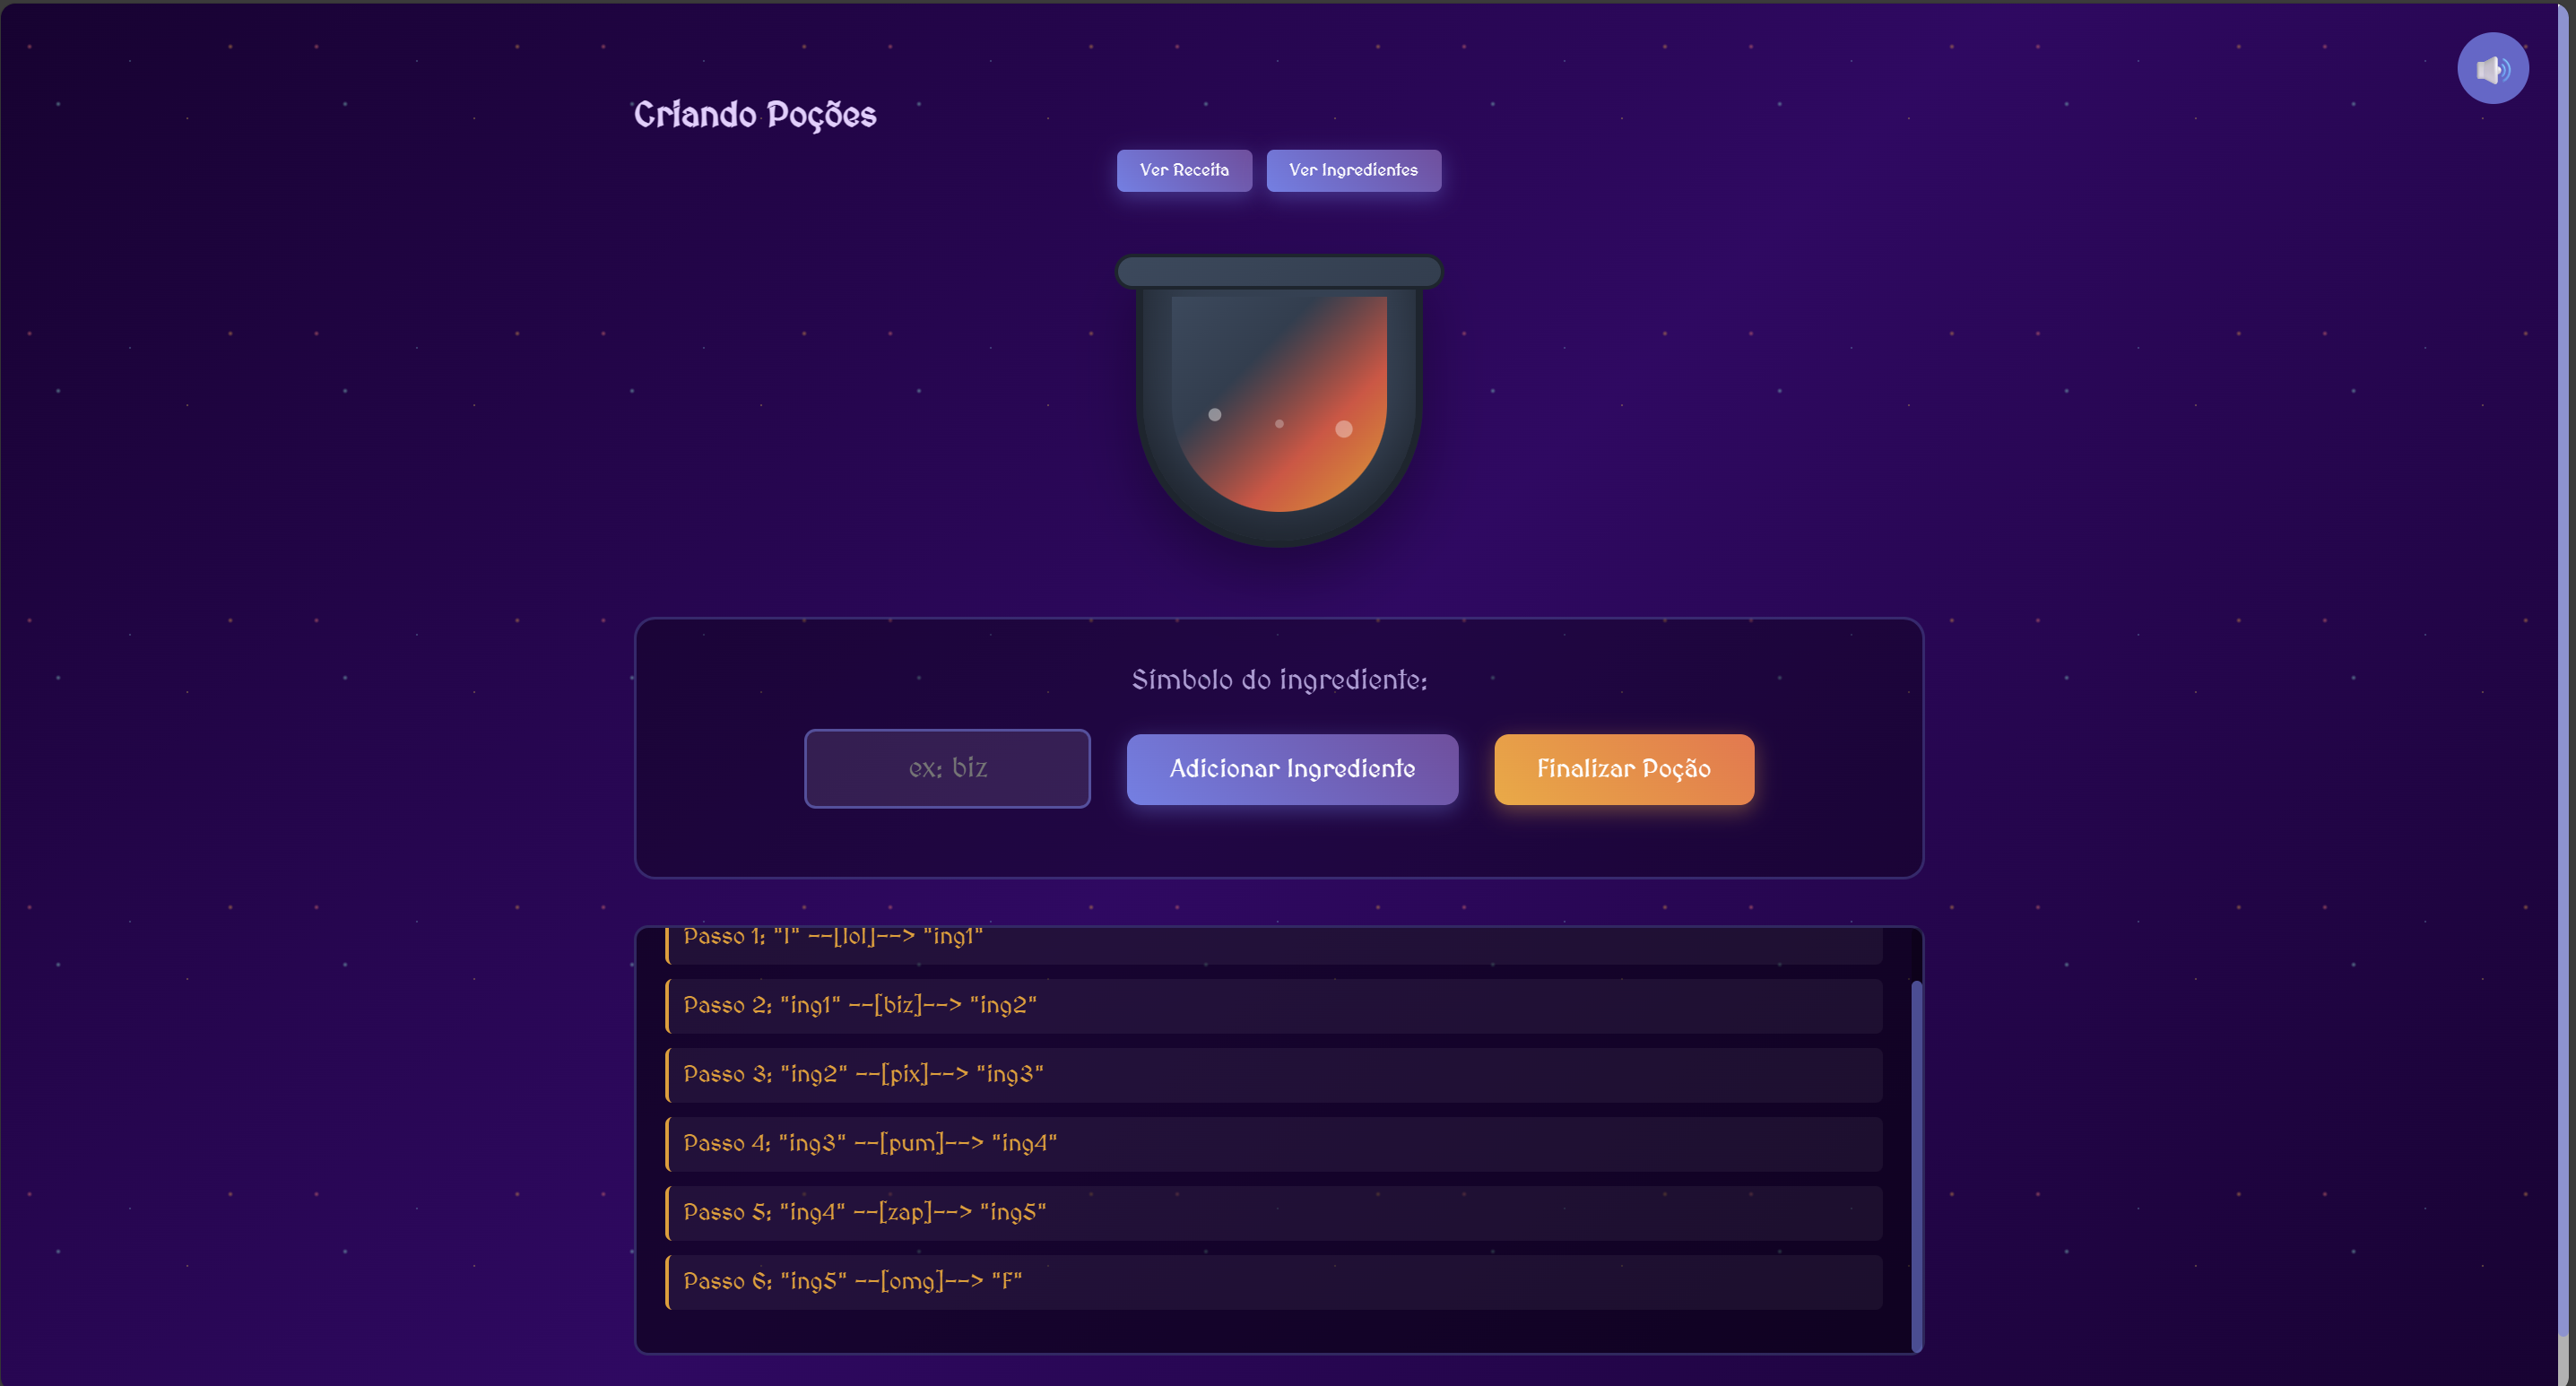 Criando Poções
Ver Receita
Ver Ingredientes
Símbolo do ingrediente:
ex: biz
Adicionar Ingrediente
Finalizar Poção
Passo 1: "I" --[lol]--> "ing1"
Passo 2: "ing1" --[biz]--> "ing2"
Passo 3: "ing2" --[pix]--> "ing3"
Passo 4: "ing3" --[pum]--> "ing4"
Passo 5: "ing4" --[zap]--> "ing5"
Passo 6: "ing5" --[omg]--> "F"